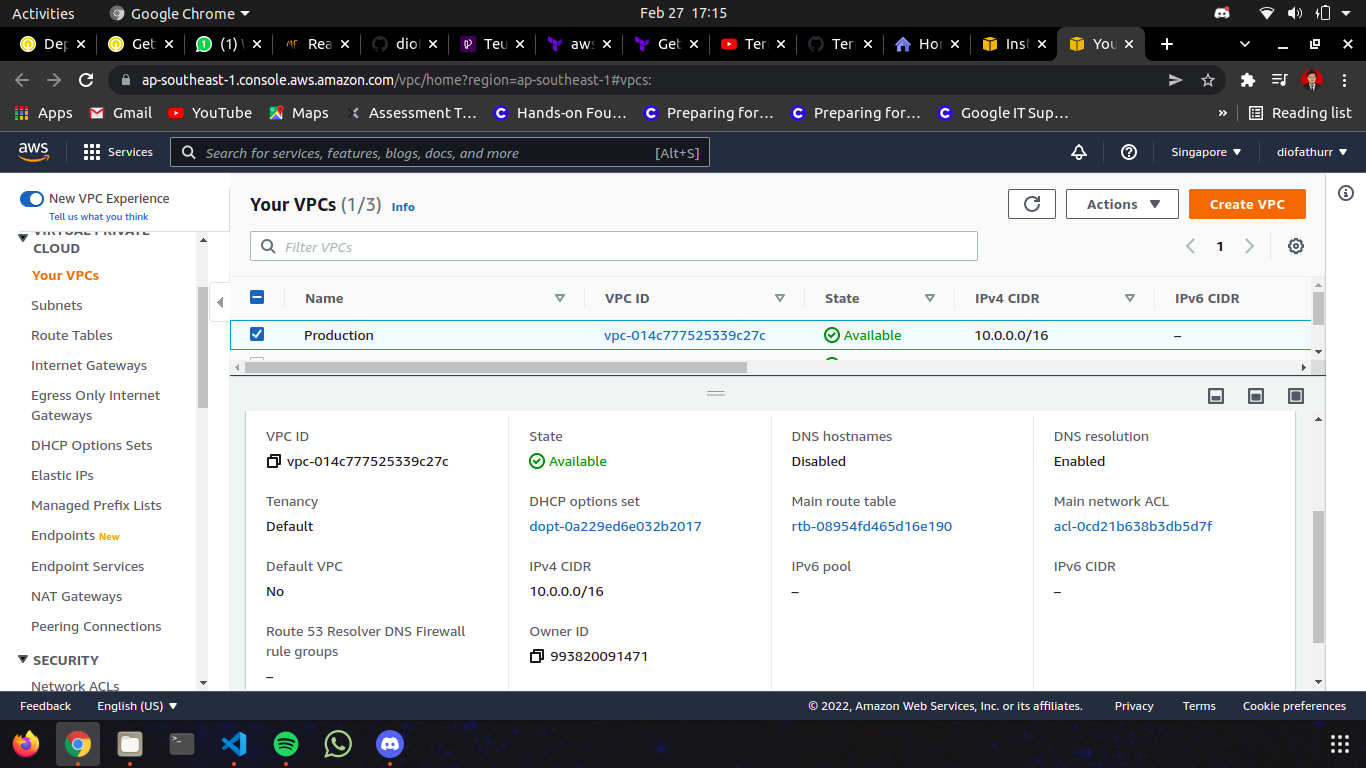 Activities
Google Chrome
Feb 27 17:15
Dep
Get
(1) V
Rea
diol
Teu
aws
Get
Teri
Terr
Hor
Inst
You
ap-southeast-1.console.aws.amazon.com/vpc/home?region=ap-southeast-1#vpcs:
Apps
Gmail
YouTube
Maps
Assessment T…
Hands-on Fou…
Preparing for…
Preparing for…
Google IT Sup…
»
Reading list
aws
Services
Search for services, features, blogs, docs, and more
[Alt+S]
Singapore
diofathurr
New VPC Experience
Tell us what you think
VIRTUAL PRIVATE
CLOUD
Your VPCs
Subnets
Route Tables
Internet Gateways
Egress Only Internet
Gateways
DHCP Options Sets
Elastic IPs
Managed Prefix Lists
Endpoints New
Endpoint Services
NAT Gateways
Peering Connections
SECURITY
Network ACLs
Your VPCs (1/3) Info
Actions
Create VPC
Filter VPCs
1
Name
VPC ID
State
IPv4 CIDR
IPv6 CIDR
Production
vpc-014c777525339c27c
Available
10.0.0.0/16
–
VPC ID
vpc-014c777525339c27c
State
Available
DNS hostnames
Disabled
DNS resolution
Enabled
Tenancy
Default
DHCP options set
dopt-0a229ed6e032b2017
Main route table
rtb-08954fd465d16e190
Main network ACL
acl-0cd21b638b3db5d7f
Default VPC
No
IPv4 CIDR
10.0.0.0/16
IPv6 pool
–
IPv6 CIDR
–
Route 53 Resolver DNS Firewall
rule groups
–
Owner ID
993820091471
Feedback
English (US)
© 2022, Amazon Web Services, Inc. or its affiliates.
Privacy
Terms
Cookie preferences